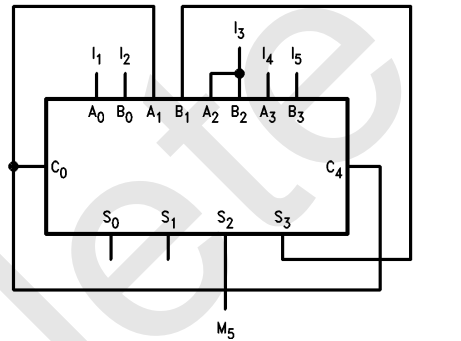 I3
I1 I2 I4 I5
A0 B0 A1 B1 A2 B2 A3 B3
C0 C4
S0 S1 S2 S3
M5
lete